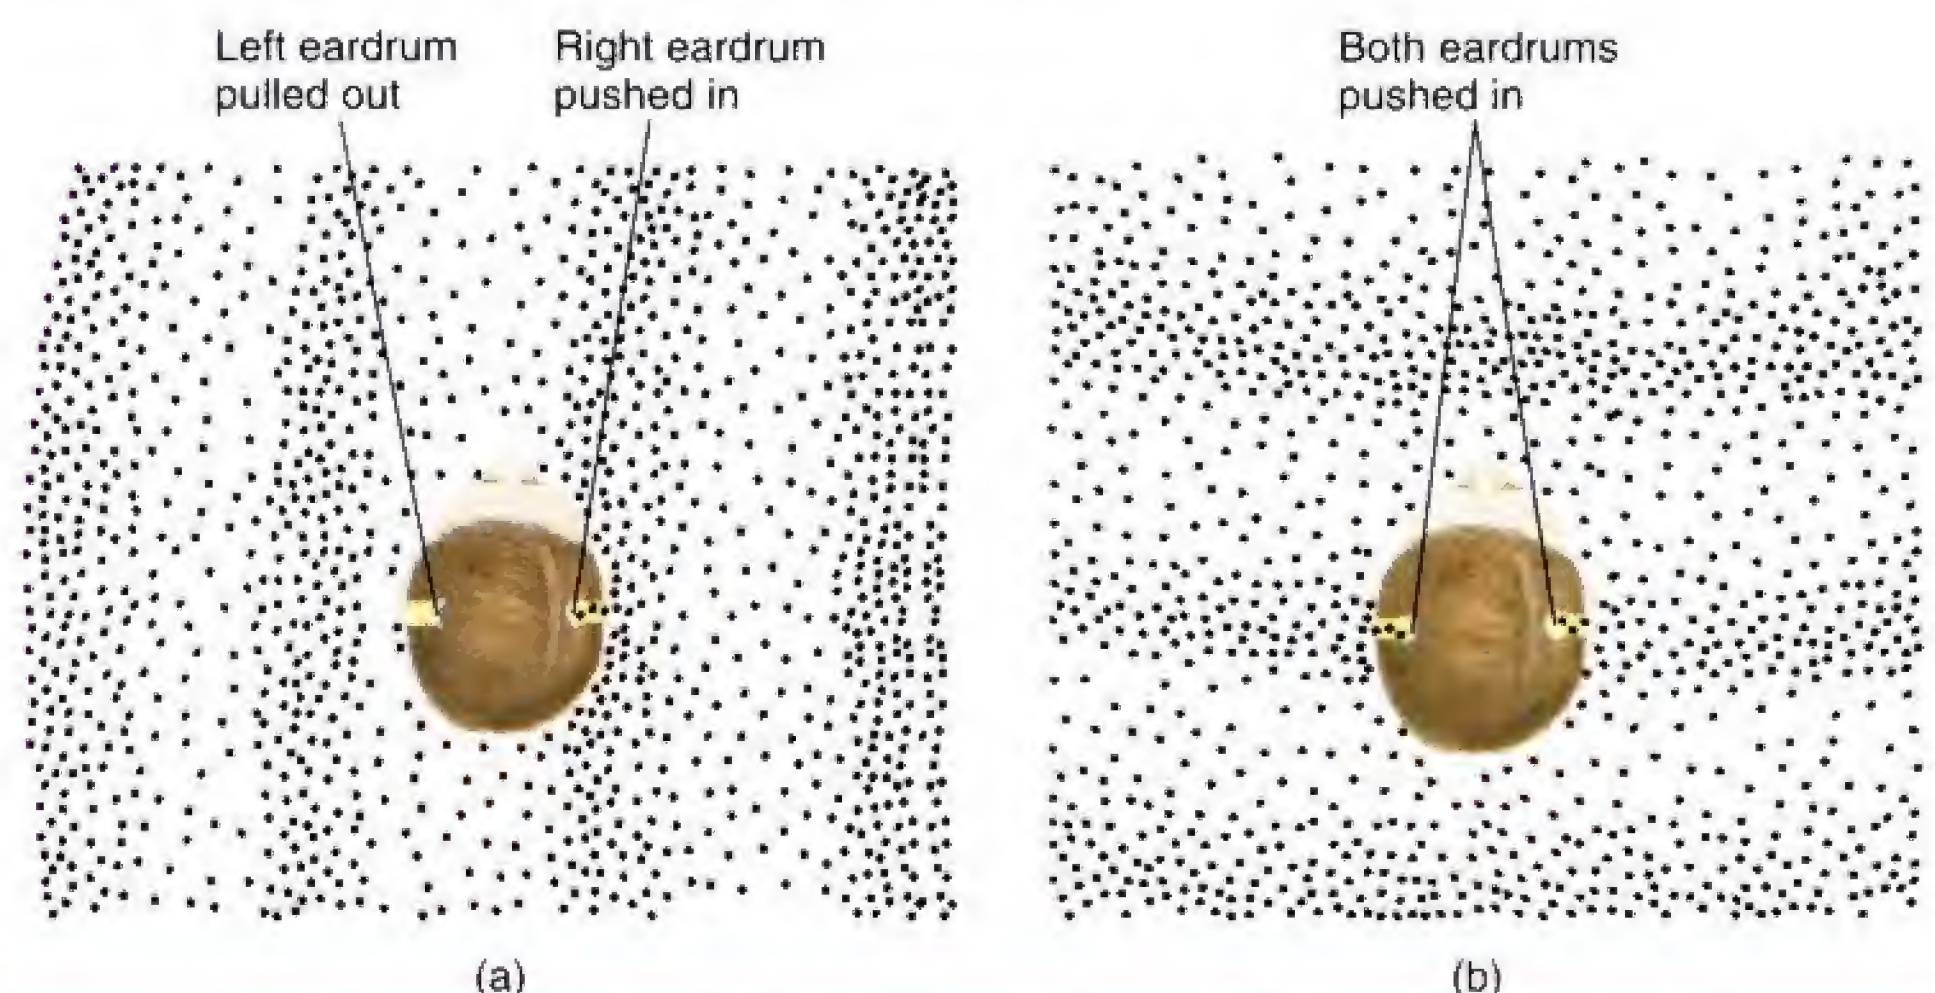 Left eardrum
pulled out
Right eardrum
pushed in
Both eardrums
pushed in
(a)
(b)